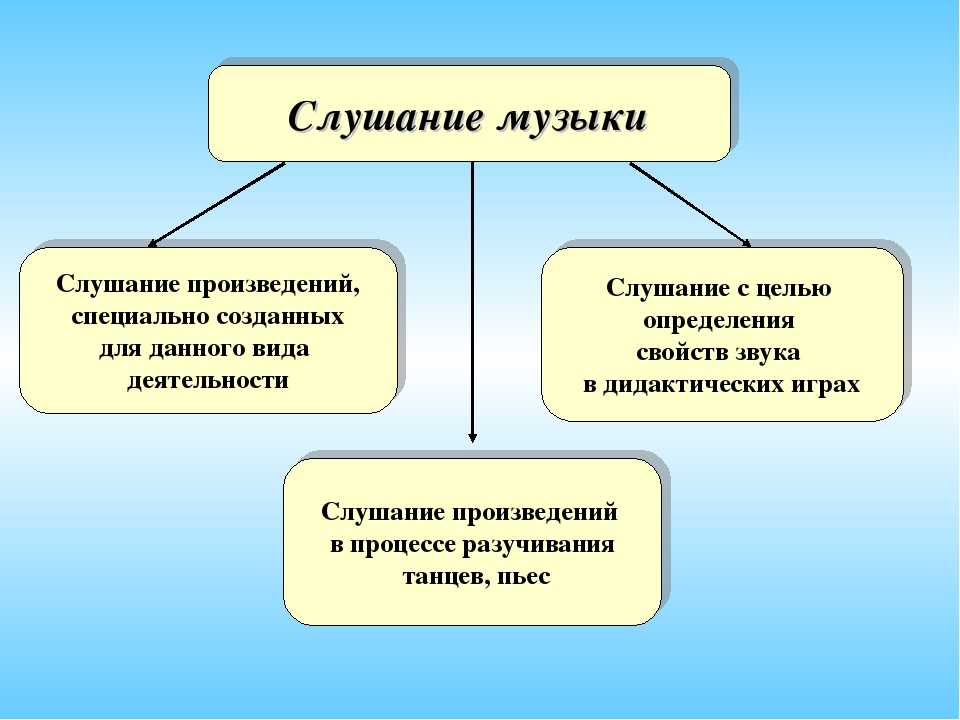 Слушание музыки
Слушание произведений,
специально созданных
для данного вида
деятельности
Слушание с целью
определения
свойств звука
в дидактических играх
Слушание произведений
в процессе разучивания
танцев, пьес